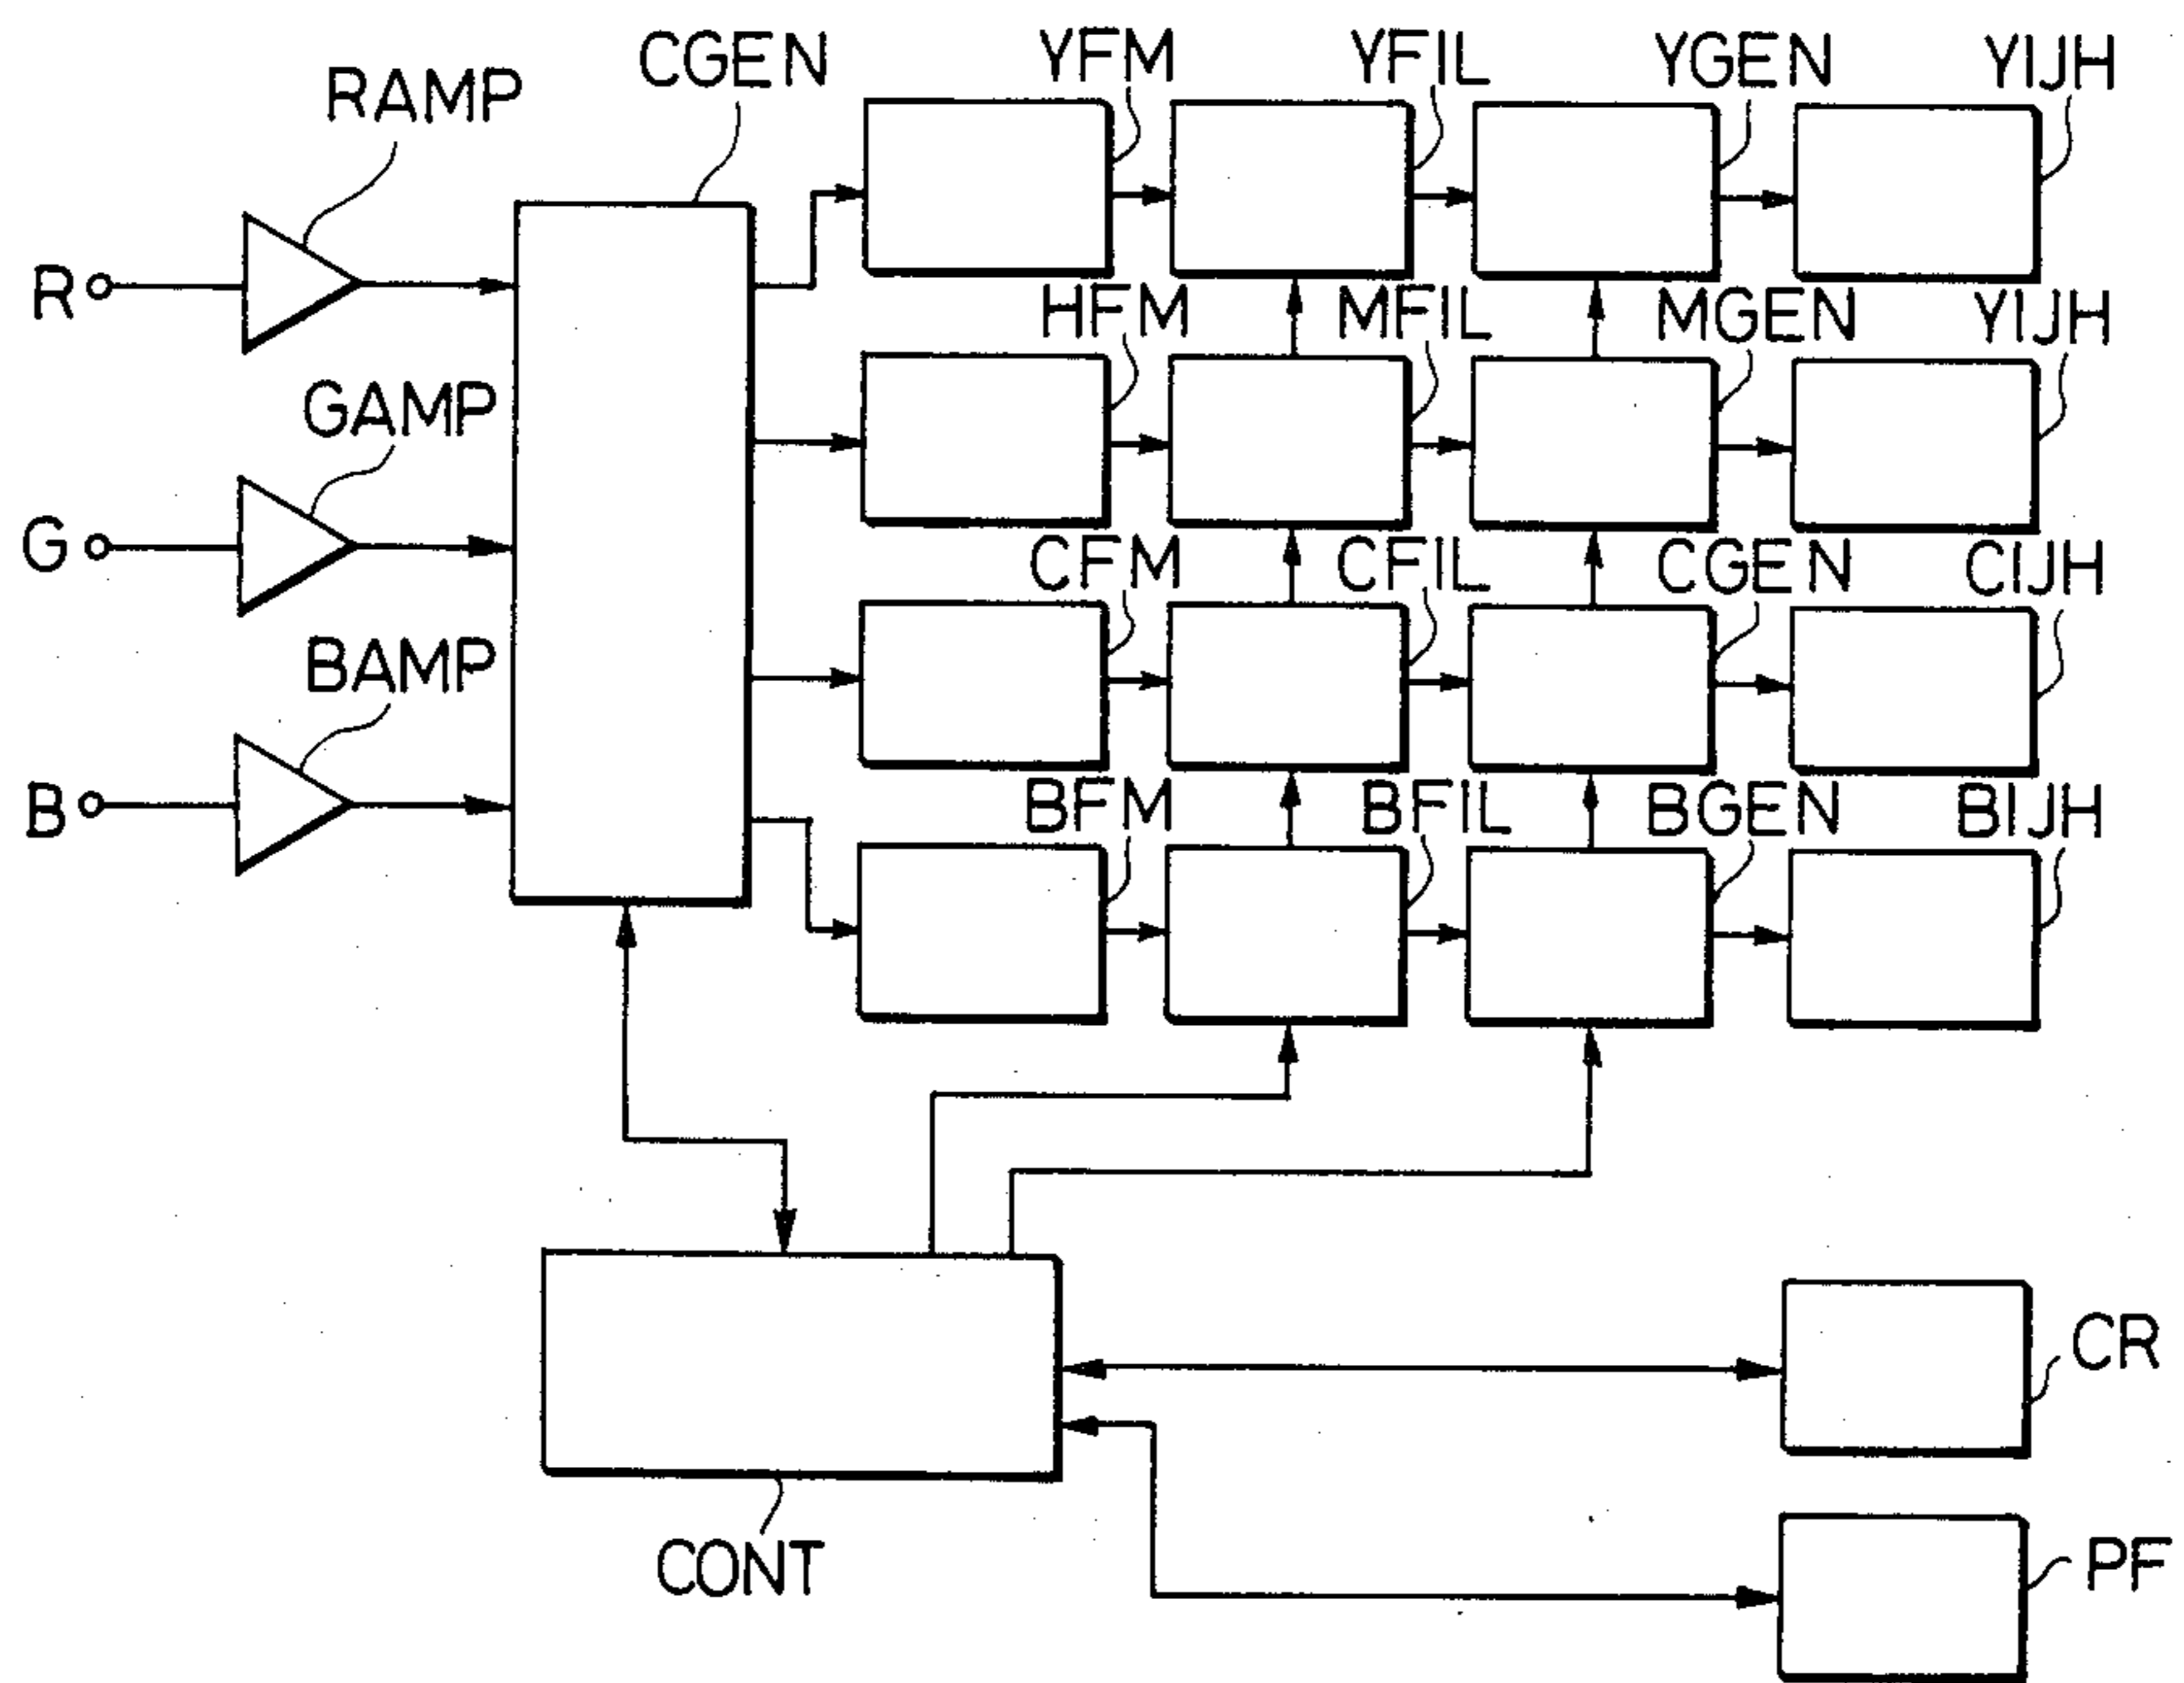 RAMP
CGEN
YFM
YFIL
YGEN
YIJH
R
HFM
MFIL
MGEN
YIJH
GAMP
G
CFM
CFIL
CGEN
CIJH
BAMP
B
BFM
BFIL
BGEN
BIJH
CR
CONT
PF